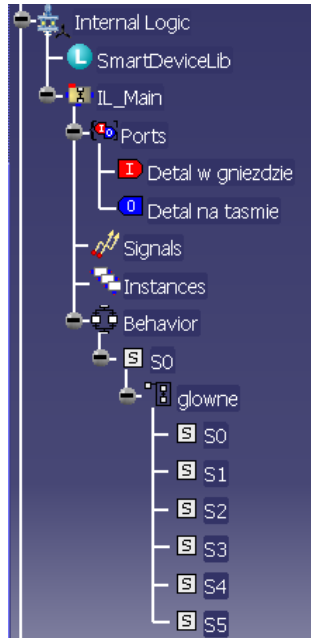 Internal Logic
L SmartDeviceLib
IL_Main
I O Ports
I Detal w gniezdzie
O Detal na tasmie
Signals
Instances
Behavior
S S0
glowne
S S0
S S1
S S2
S S3
S S4
S S5